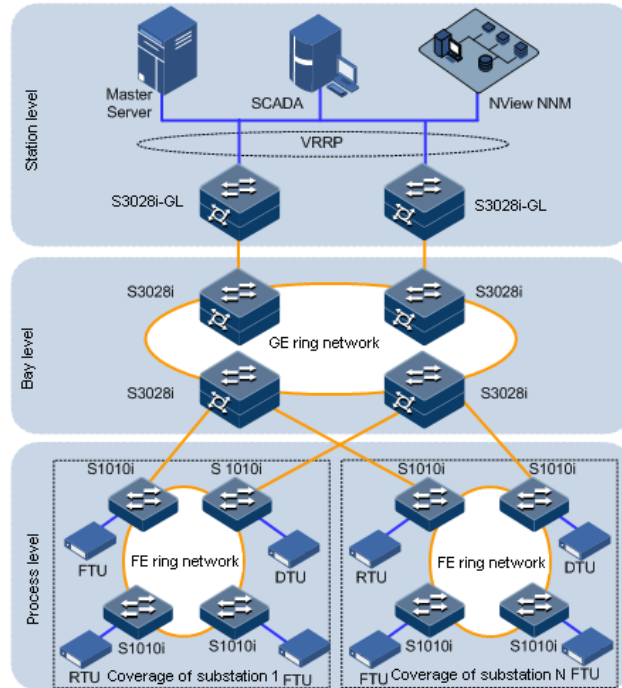 Station level
Master
Server
SCADA
NView NNM
VRRP
S3028i-GL
S3028i-GL
Bay level
S3028i
S3028i
GE ring network
S3028i
S3028i
Process level
S1010i
S 1010i
S1010i
S1010i
FTU
FE ring network
DTU
RTU
FE ring network
DTU
S1010i
S1010i
S1010i
S1010i
RTU
Coverage of substation 1
FTU
FTU
Coverage of substation N
FTU